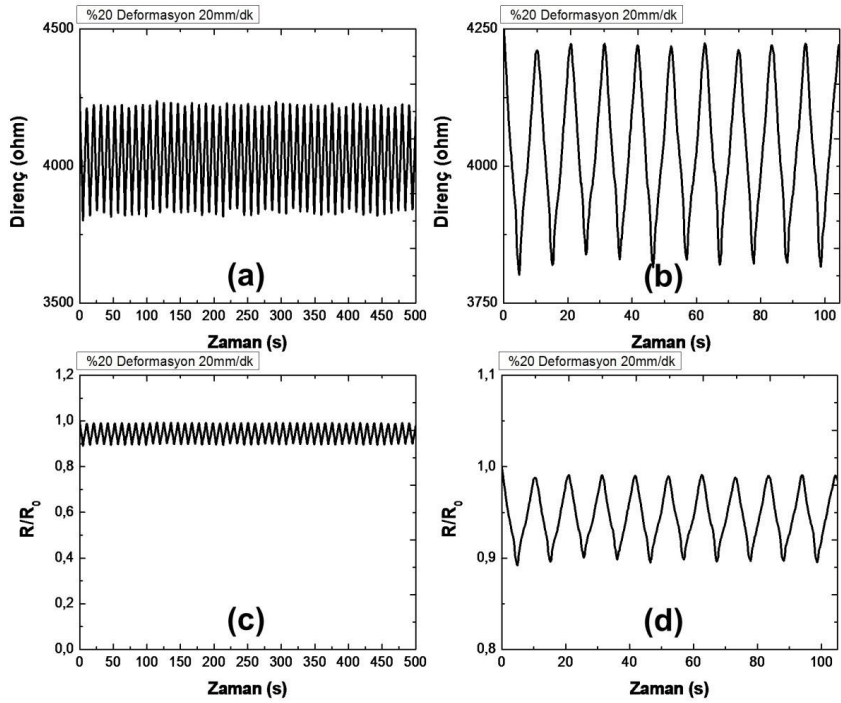 %20 Deformasyon 20mm/dk
4500
4000
3500
Direnç (ohm)
0 50 100 150 200 250 300 350 400 450 500
Zaman (s)
(a)
%20 Deformasyon 20mm/dk
4250
4000
3750
Direnç (ohm)
0 20 40 60 80 100
Zaman (s)
(b)
%20 Deformasyon 20mm/dk
1,2
1,0
0,8
0,6
0,4
0,2
0,0
R/R0
0 50 100 150 200 250 300 350 400 450 500
Zaman (s)
(c)
%20 Deformasyon 20mm/dk
1,1
1,0
0,9
0,8
R/R0
0 20 40 60 80 100
Zaman (s)
(d)